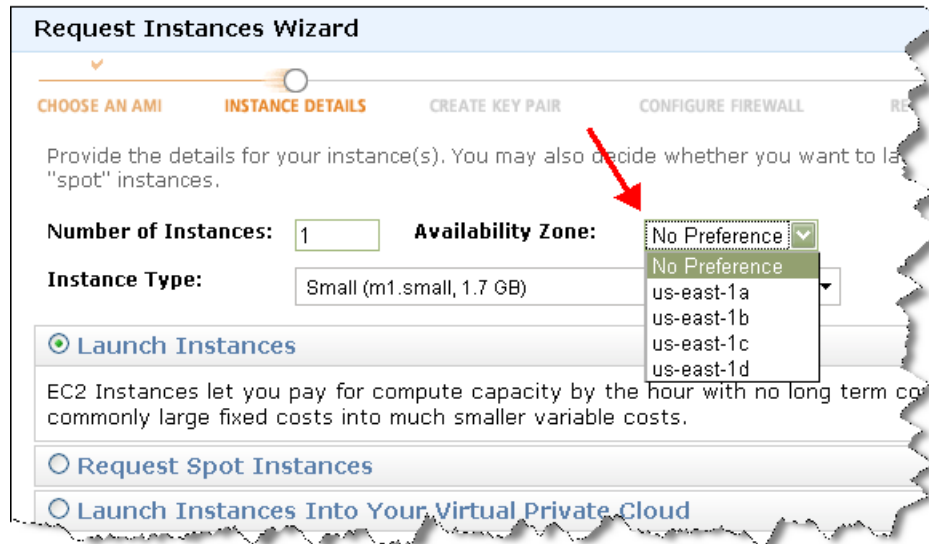 Request Instances Wizard
CHOOSE AN AMI INSTANCE DETAILS CREATE KEY PAIR CONFIGURE FIREWALL
Provide the details for your instance(s). You may also decide whether you want to
"spot" instances.
Number of Instances: 1 Availability Zone: No Preference
No Preference
Instance Type: Small (m1.small, 1.7 GB)
us-east-1a
us-east-1b
us-east-1c
us-east-1d
Launch Instances
EC2 Instances let you pay for compute capacity by the hour with no long term
commonly large fixed costs into much smaller variable costs.
Request Spot Instances
Launch Instances Into Your Virtual Private Cloud